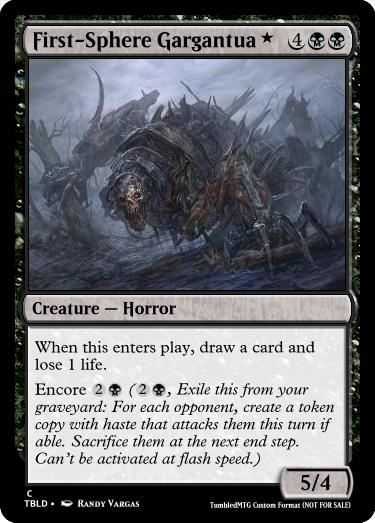 First-Sphere Gargantua ★ 4
Creature — Horror
When this enters play, draw a card and
lose 1 life.
Encore 2 (2, Exile this from your
graveyard: For each opponent, create a token
copy with haste that attacks them this turn if
able. Sacrifice them at the next end step.
Can't be activated at flash speed.)
5/4
C
TBLD • Randy Vargas
TumbledMTG Custom Format (NOT FOR SALE)